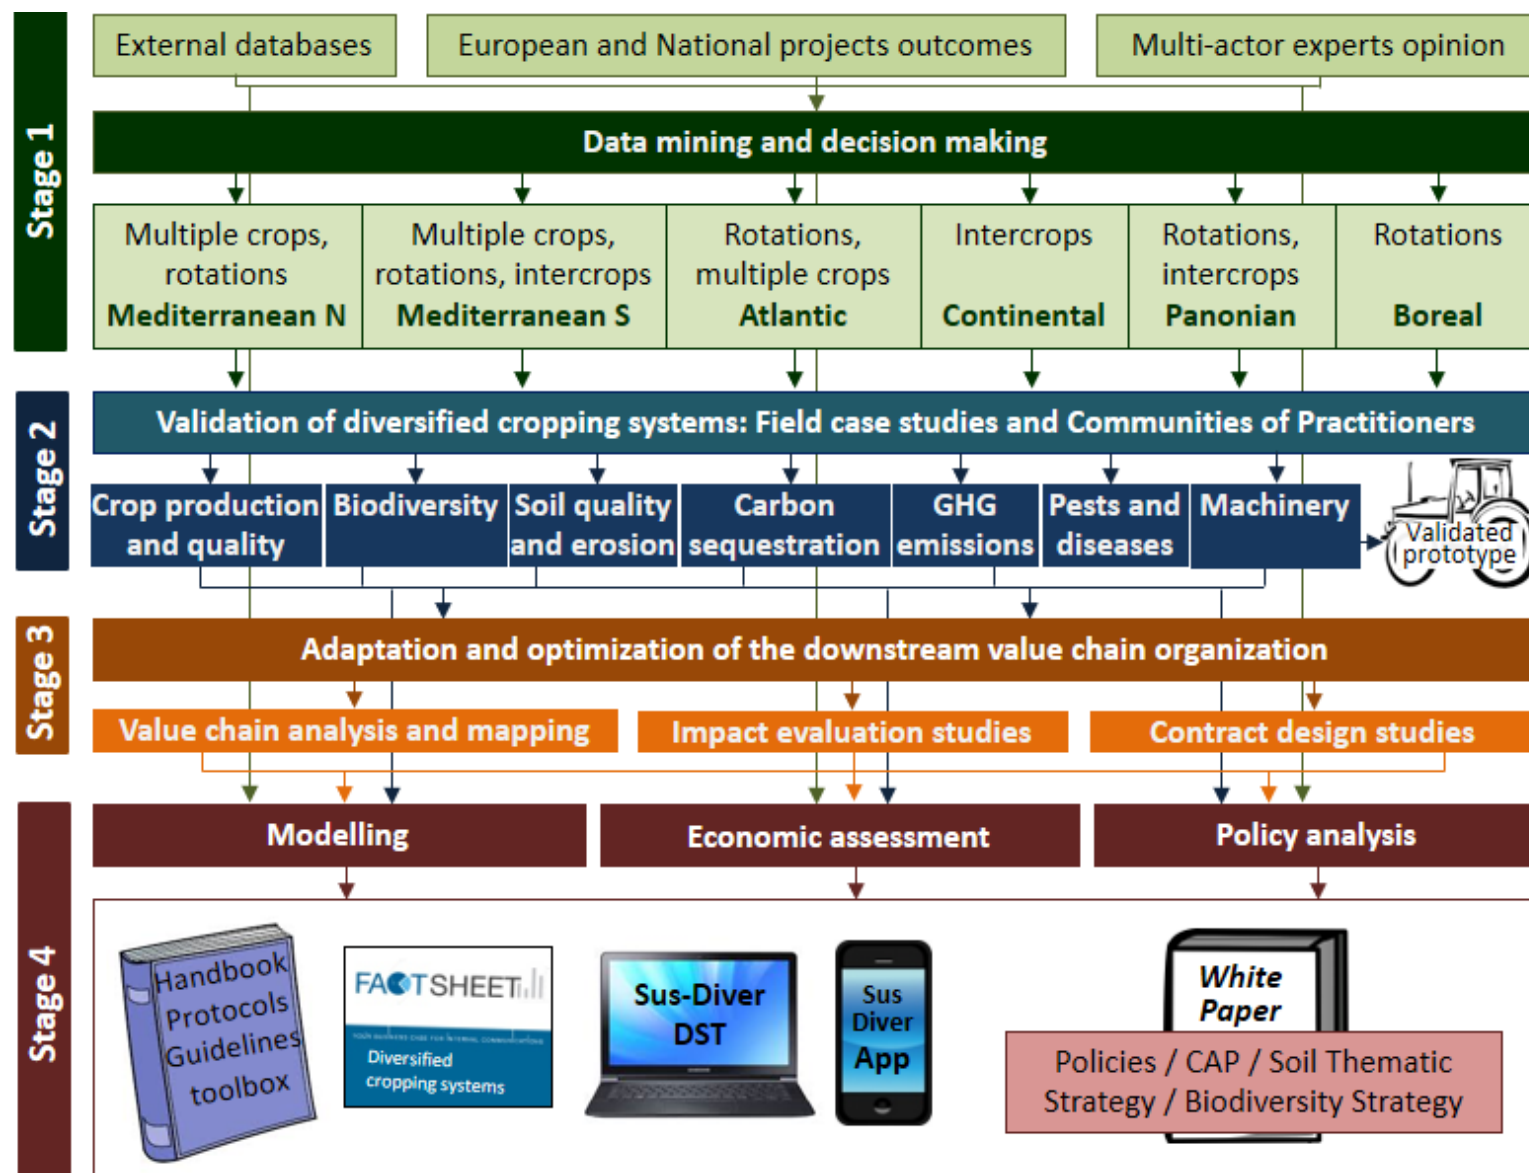 External databases
European and National projects outcomes
Multi-actor experts opinion
Stage 1
Data mining and decision making
Multiple crops,
rotations
Mediterranean N
Multiple crops,
rotations, intercrops
Mediterranean S
Rotations,
multiple crops
Atlantic
Intercrops
Continental
Rotations,
intercrops
Panonian
Rotations
Boreal
Stage 2
Validation of diversified cropping systems: Field case studies and Communities of Practitioners
Crop production
and quality
Biodiversity
Soil quality
and erosion
Carbon
sequestration
GHG
emissions
Pests and
diseases
Machinery
Validated
prototype
Stage 3
Adaptation and optimization of the downstream value chain organization
Value chain analysis and mapping
Impact evaluation studies
Contract design studies
Stage 4
Modelling
Economic assessment
Policy analysis
Handbook
Protocols
Guidelines
toolbox
FACTSHEET
YOUR BUSINESS CASE FOR INTERNAL COMMUNICATIONS
Diversified
cropping systems
Sus-Diver
DST
Sus
Diver
App
White
Paper
Policies / CAP / Soil Thematic
Strategy / Biodiversity Strategy